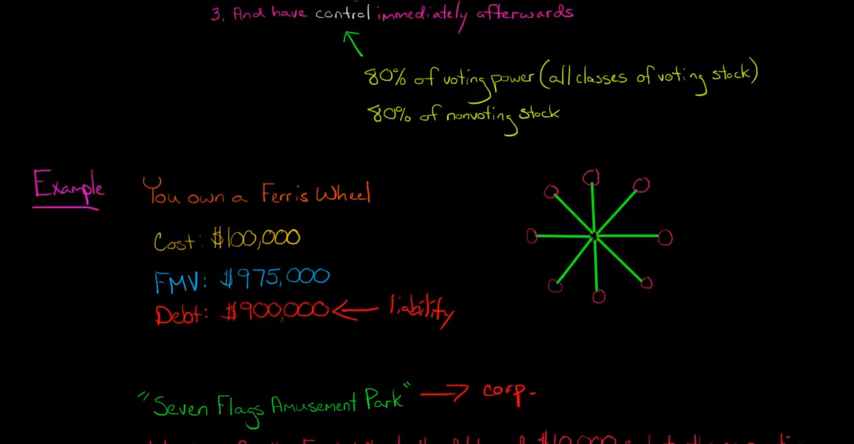 3. And have control immediately afterwards
80% of voting power (all classes of voting stock)
80% of nonvoting stock
Example
You own a Ferris Wheel
Cost: $100,000
FMV: $975,000
Debt: $900,000 ← liability
"Seven Flags Amusement Park" → corp.
$10,000